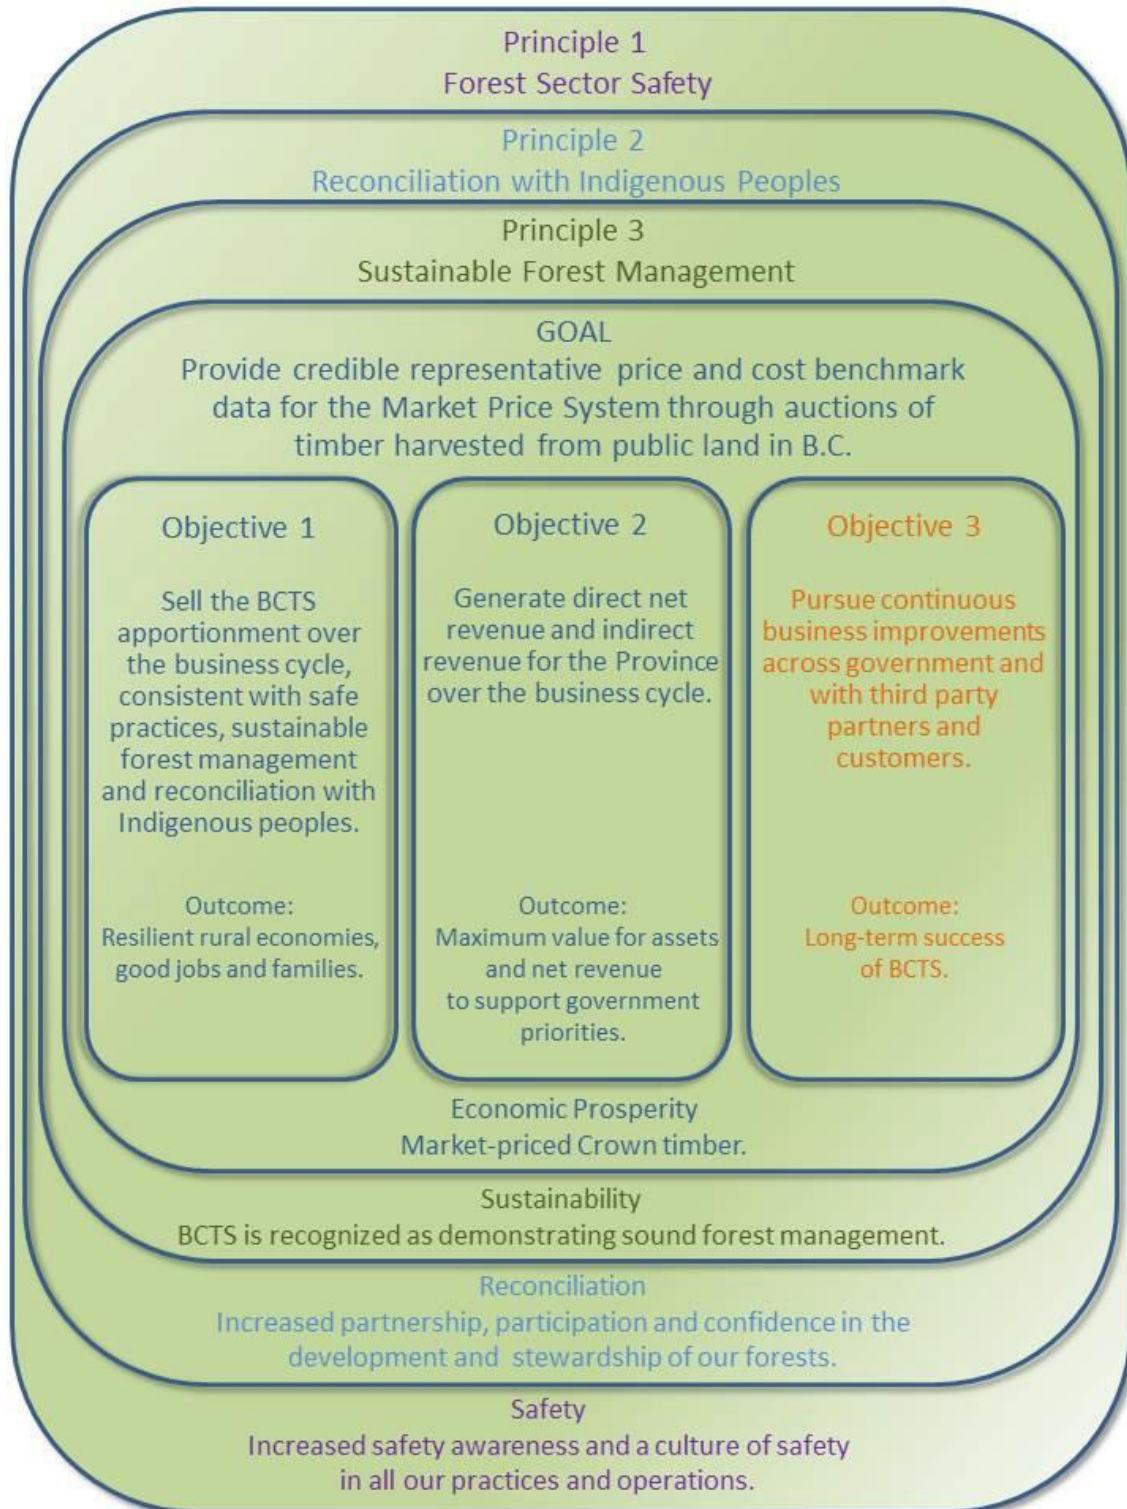 Principle 1
Forest Sector Safety
Principle 2
Reconciliation with Indigenous Peoples
Principle 3
Sustainable Forest Management
GOAL
Provide credible representative price and cost benchmark
data for the Market Price System through auctions of
timber harvested from public land in B.C.
Objective 1
Sell the BCTS
apportionment over
the business cycle,
consistent with safe
practices, sustainable
forest management
and reconciliation with
Indigenous peoples.
Outcome:
Resilient rural economies,
good jobs and families.
Objective 2
Generate direct net
revenue and indirect
revenue for the Province
over the business cycle.
Outcome:
Maximum value for assets
and net revenue
to support government
priorities.
Objective 3
Pursue continuous
business improvements
across government and
with third party
partners and
customers.
Outcome:
Long-term success
of BCTS.
Economic Prosperity
Market-priced Crown timber.
Sustainability
BCTS is recognized as demonstrating sound forest management.
Reconciliation
Increased partnership, participation and confidence in the
development and stewardship of our forests.
Safety
Increased safety awareness and a culture of safety
in all our practices and operations.